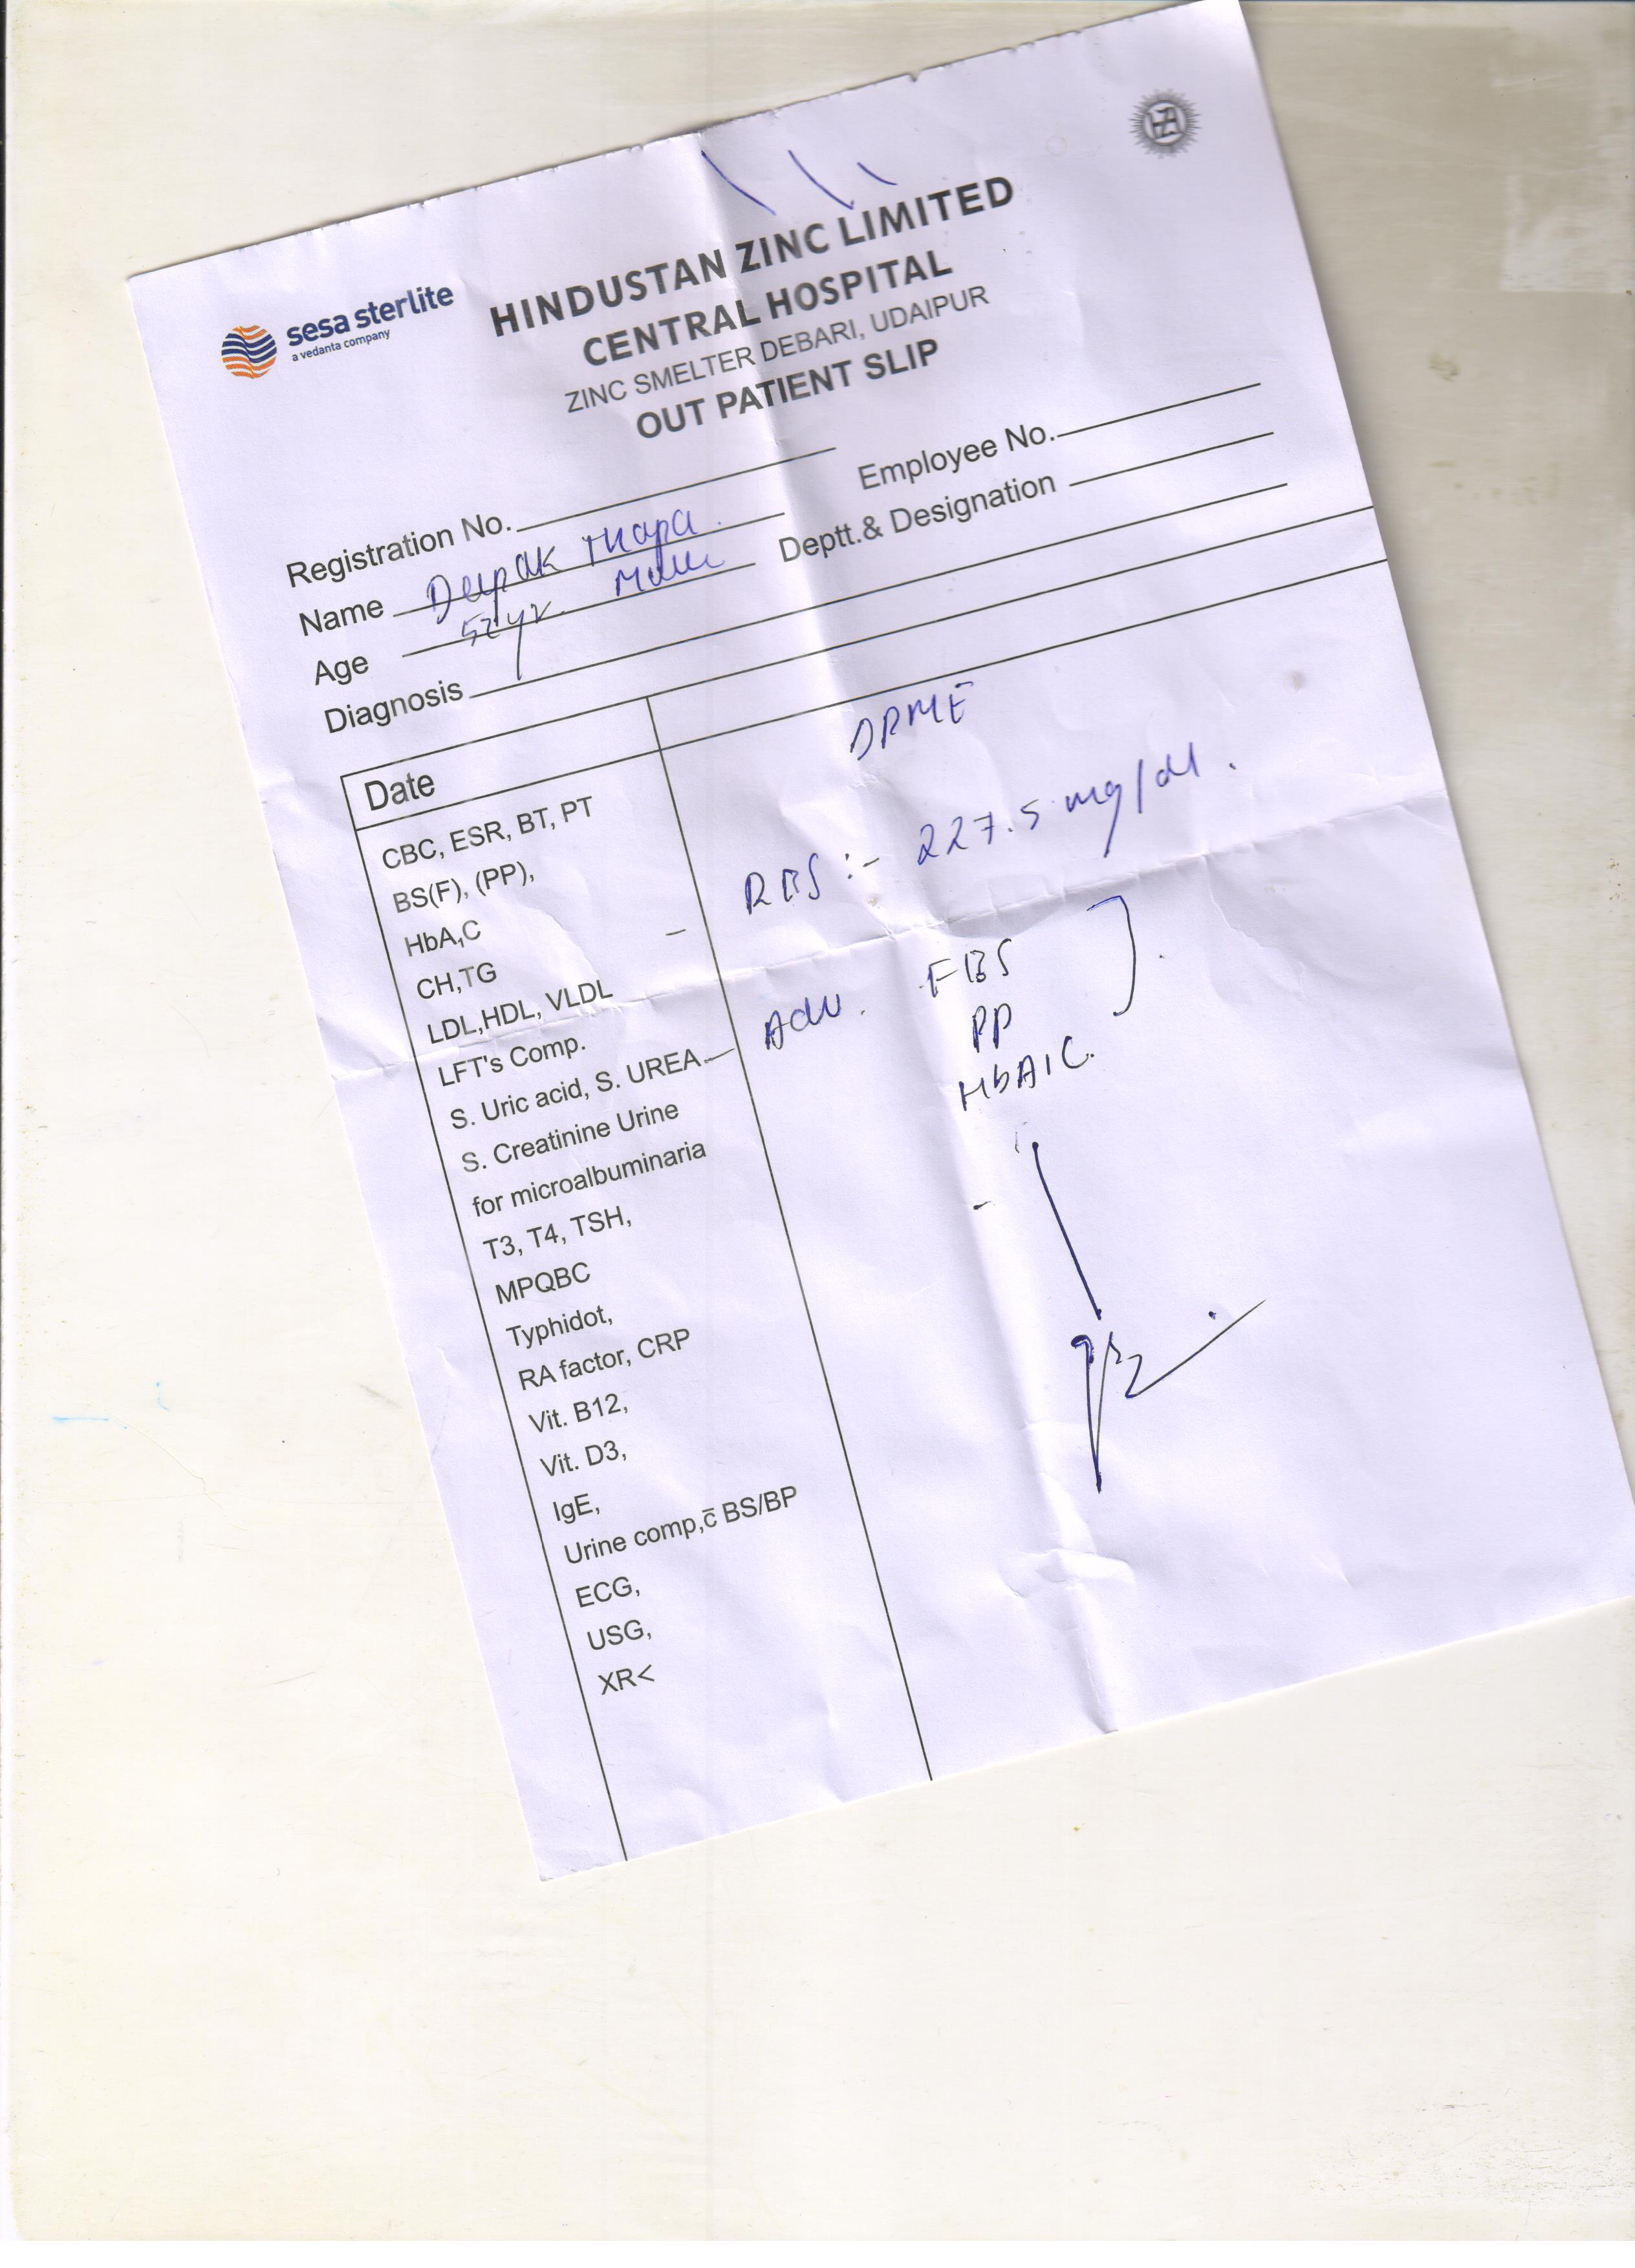 sesa sterlite
a vedanta company
HINDUSTAN ZINC LIMITED
CENTRAL HOSPITAL
ZINC SMELTER DEBARI, UDAIPUR
OUT PATIENT SLIP
Registration No. Employee No.
Name Deepak Thapa. Deptt.& Designation
Age 52 yr. Male
Diagnosis
Date
CBC, ESR, BT, PT
BS(F), (PP),
HbA,C
CH,TG
LDL,HDL, VLDL
LFT's Comp.
S. Uric acid, S. UREA
S. Creatinine Urine
for microalbuminaria
T3, T4, TSH,
MPQBC
Typhidot,
RA factor, CRP
Vit. B12,
Vit. D3,
IgE,
Urine comp,c̄ BS/BP
ECG,
USG,
XR<
RBS :- 227.5 mg/dl.
Adv. FBS
PP
HbA1C.